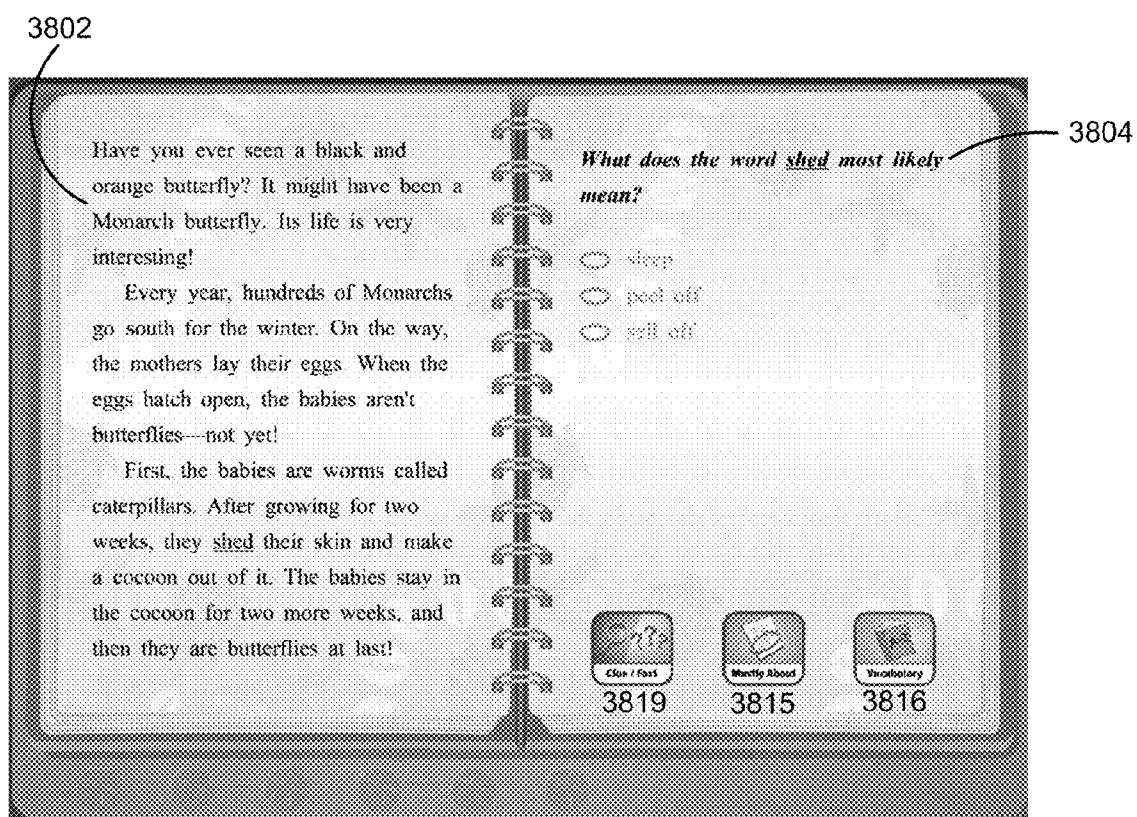 3802
Have you ever seen a black and
orange butterfly? It might have been a
Monarch butterfly. Its life is very
interesting!
Every year, hundreds of Monarchs
go south for the winter. On the way,
the mothers lay their eggs. When the
eggs hatch open, the babies aren't
butterflies---not yet!
First, the babies are worms called
caterpillars. After growing for two
weeks, they shed their skin and make
a cocoon out of it. The babies stay in
the cocoon for two more weeks, and
then they are butterflies at last!
3804
What does the word shed most likely
mean?
sleep
peel off
sell off
Clue / Fact
3819
Mostly About
3815
Vocabulary
3816